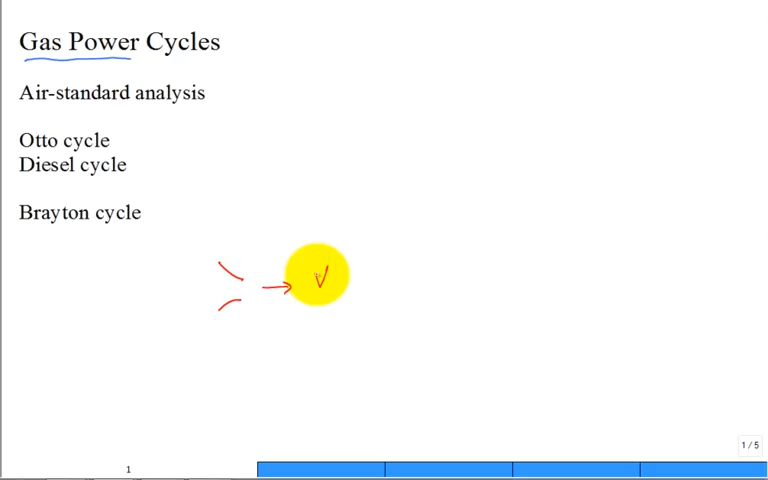 Gas Power Cycles
Air-standard analysis
Otto cycle
Diesel cycle
Brayton cycle
V
1 / 5
1